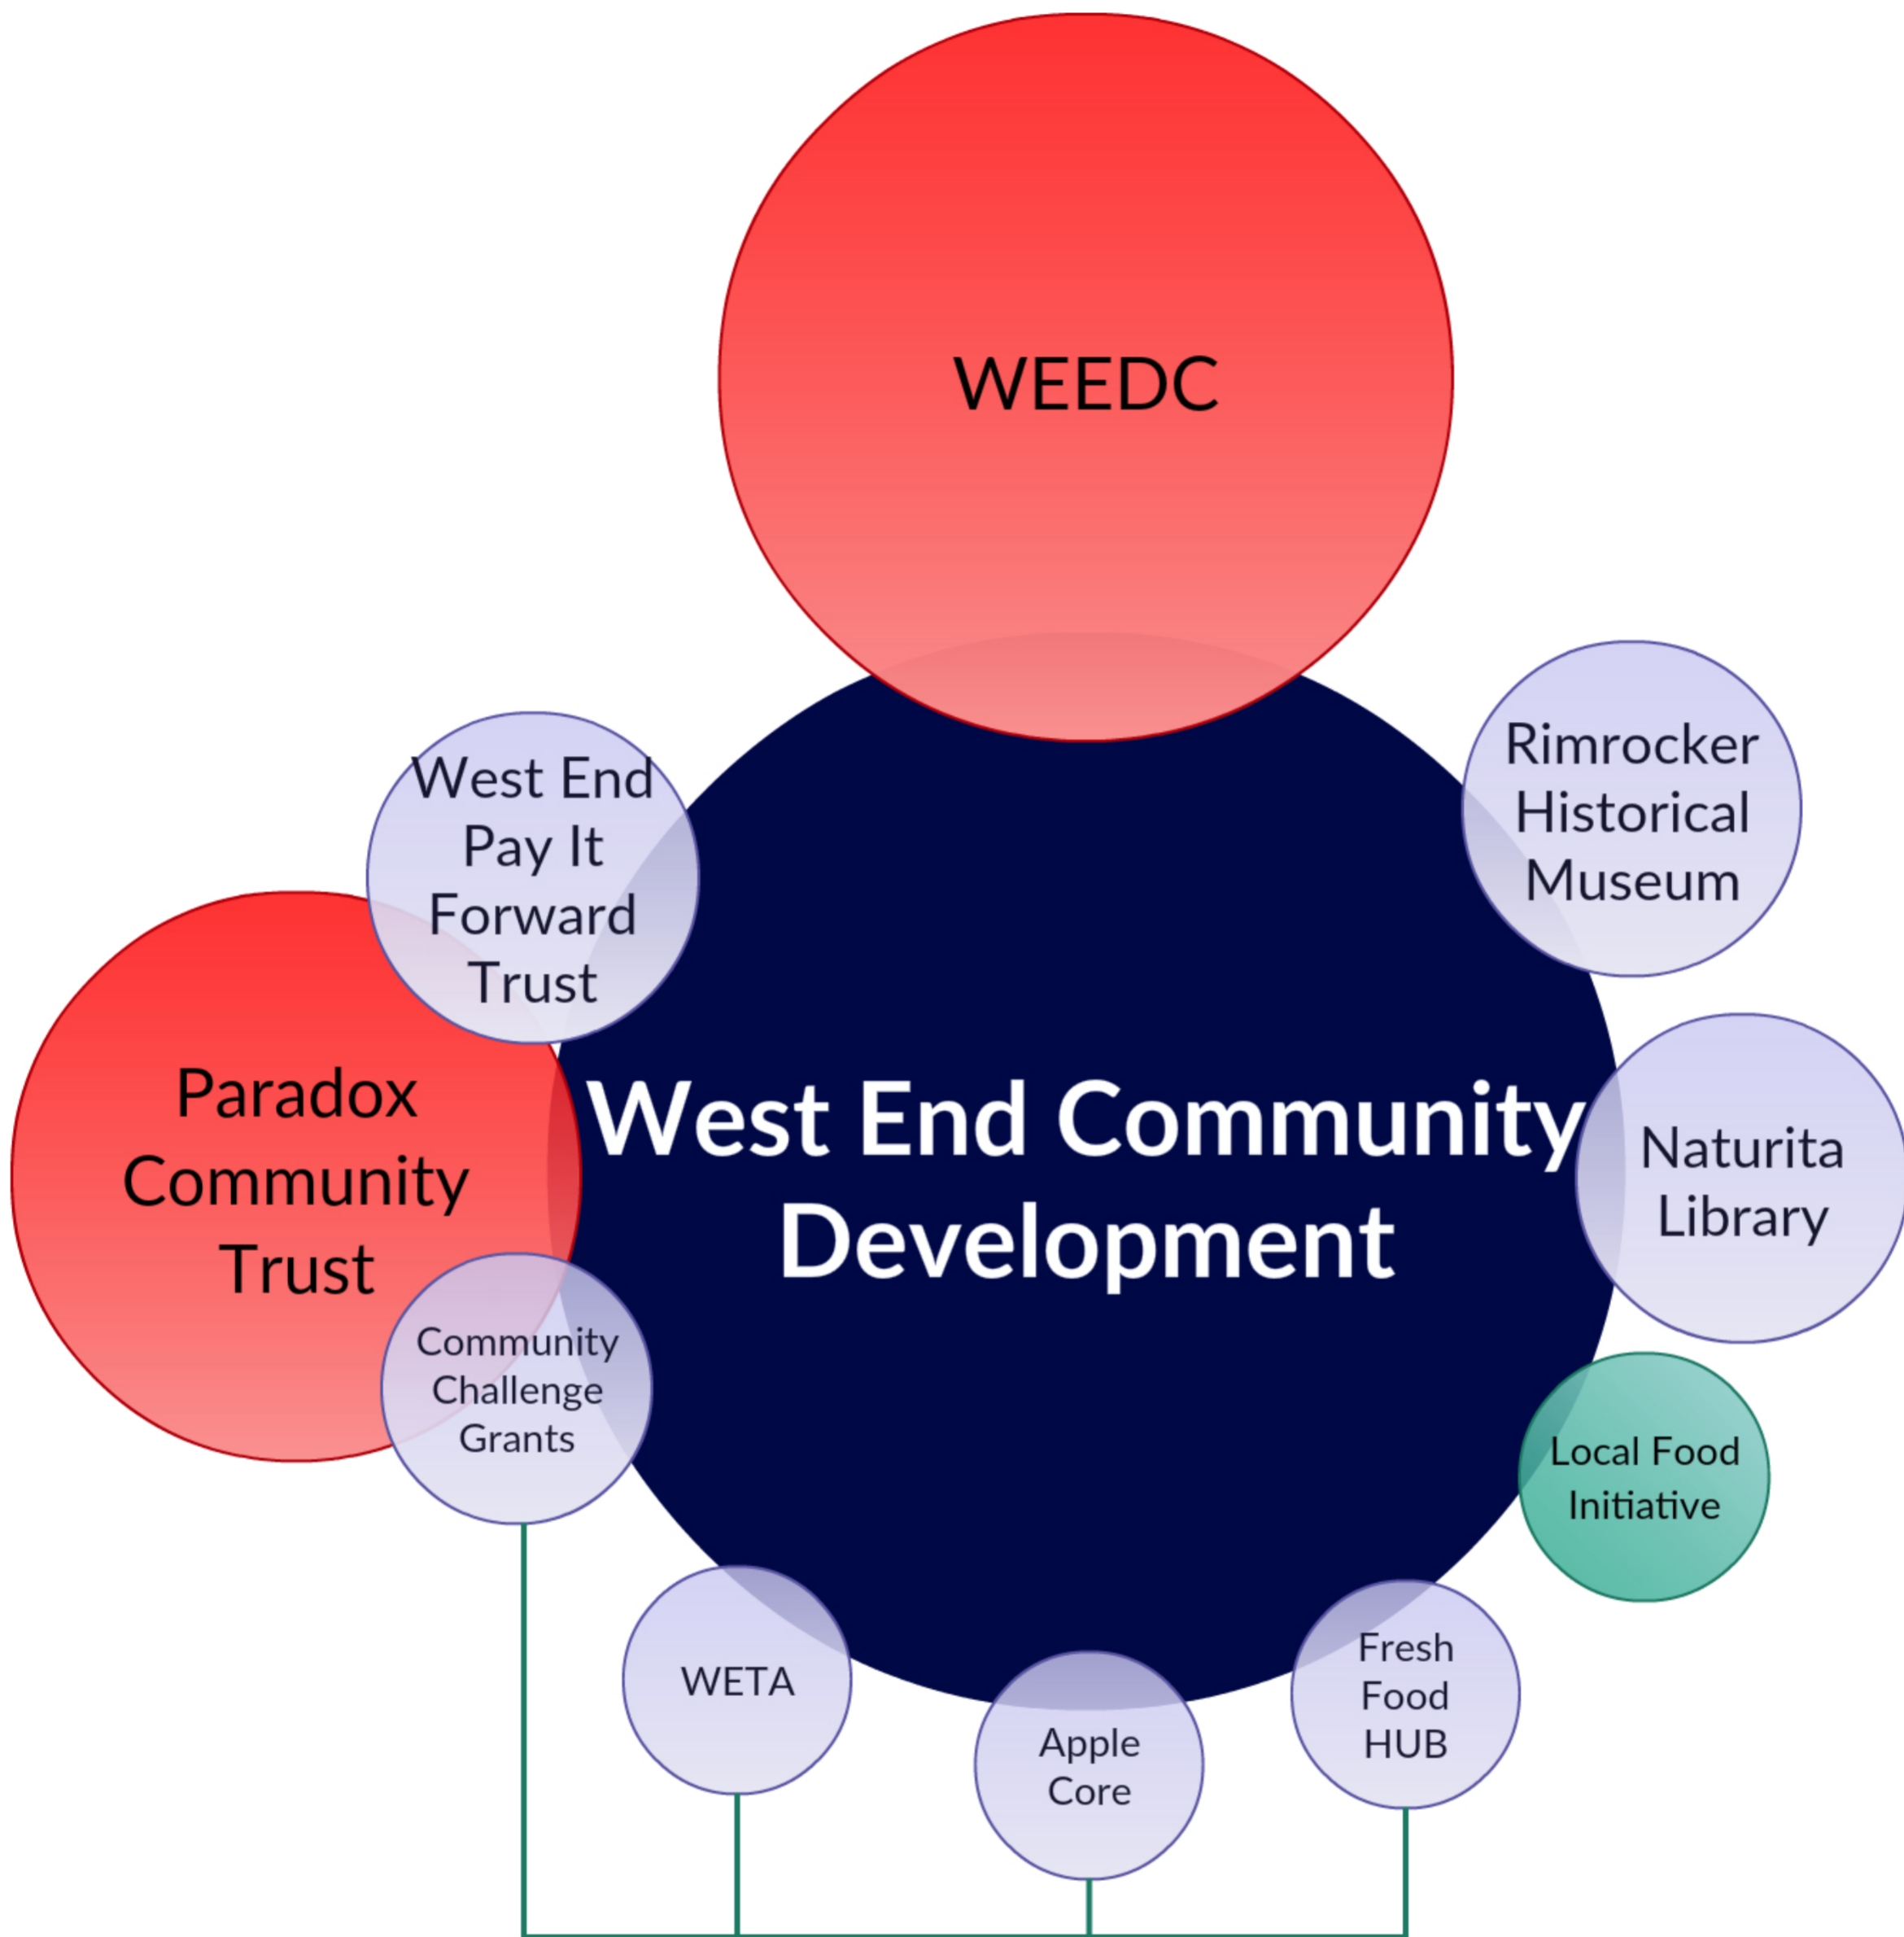 WEEDC
Rimrocker
Historical
Museum
West End
Pay It
Forward
Trust
Paradox
Community
Trust
West End Community
Development
Naturita
Library
Community
Challenge
Grants
Local Food
Initiative
WETA
Apple
Core
Fresh
Food
HUB